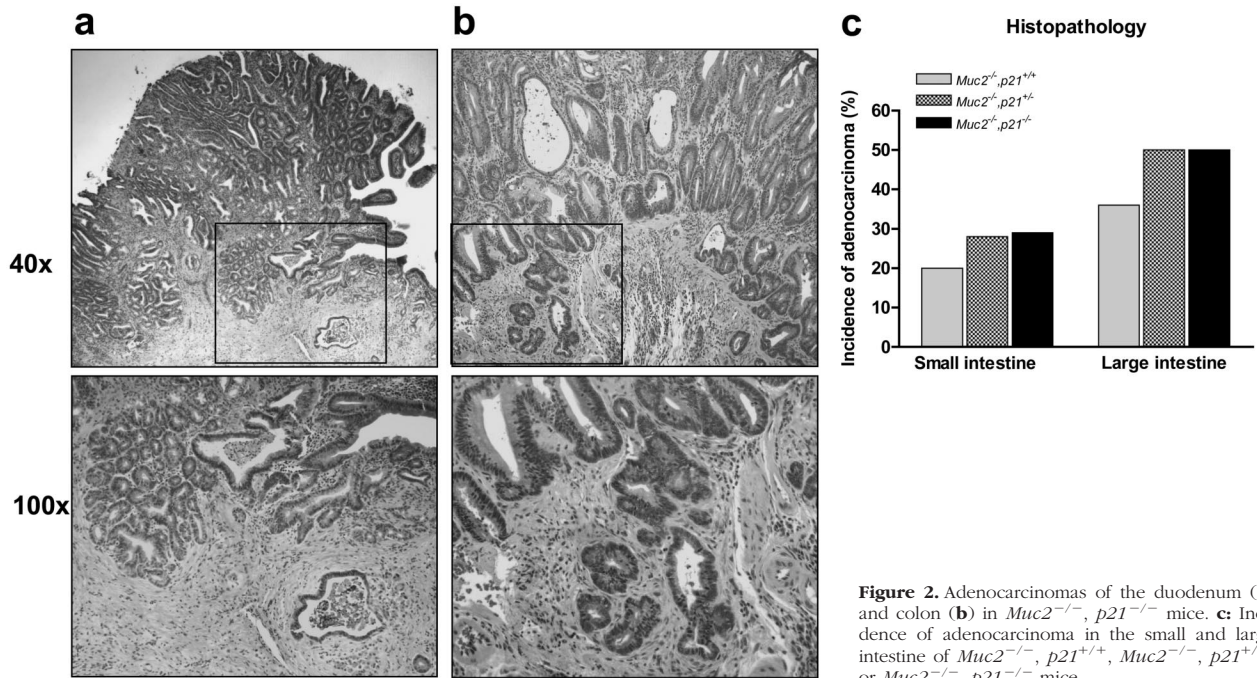 a
b
c
Histopathology
Muc2-/-,p21+/+
Muc2-/-,p21+/-
Muc2-/-,p21-/-
Incidence of adenocarcinoma (%)
60
50
40
30
20
10
0
Small intestine Large intestine
40x
100x
Figure 2. Adenocarcinomas of the duodenum (
and colon (b) in Muc2−/−, p21−/− mice. c: Inc
dence of adenocarcinoma in the small and larg
intestine of Muc2−/−, p21+/+, Muc2−/−, p21+/
or Muc2−/−, p21−/− mice